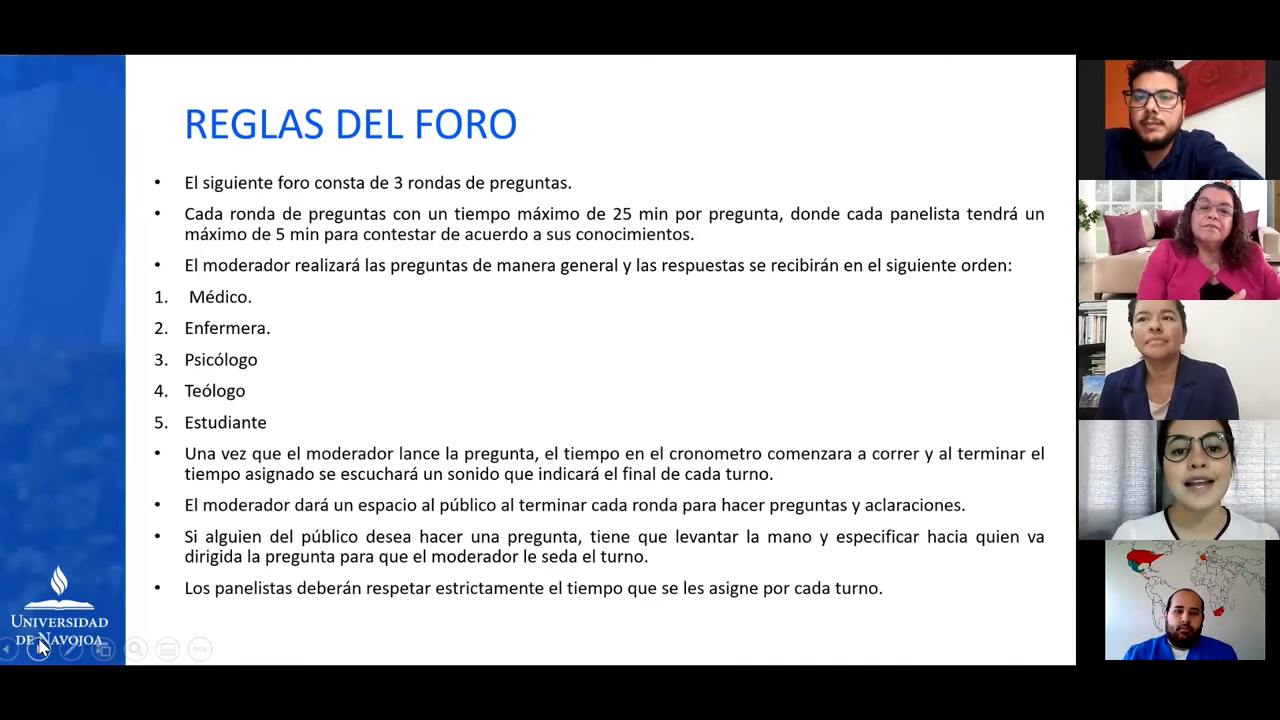 REGLAS DEL FORO
• El siguiente foro consta de 3 rondas de preguntas.
• Cada ronda de preguntas con un tiempo máximo de 25 min por pregunta, donde cada panelista tendrá un
máximo de 5 min para contestar de acuerdo a sus conocimientos.
• El moderador realizará las preguntas de manera general y las respuestas se recibirán en el siguiente orden:
1. Médico.
2. Enfermera.
3. Psicólogo
4. Teólogo
5. Estudiante
• Una vez que el moderador lance la pregunta, el tiempo en el cronometro comenzara a correr y al terminar el
tiempo asignado se escuchará un sonido que indicará el final de cada turno.
• El moderador dará un espacio al público al terminar cada ronda para hacer preguntas y aclaraciones.
• Si alguien del público desea hacer una pregunta, tiene que levantar la mano y especificar hacia quien va
dirigida la pregunta para que el moderador le seda el turno.
• Los panelistas deberán respetar estrictamente el tiempo que se les asigne por cada turno.
UNIVERSIDAD
DE NAVOJOA